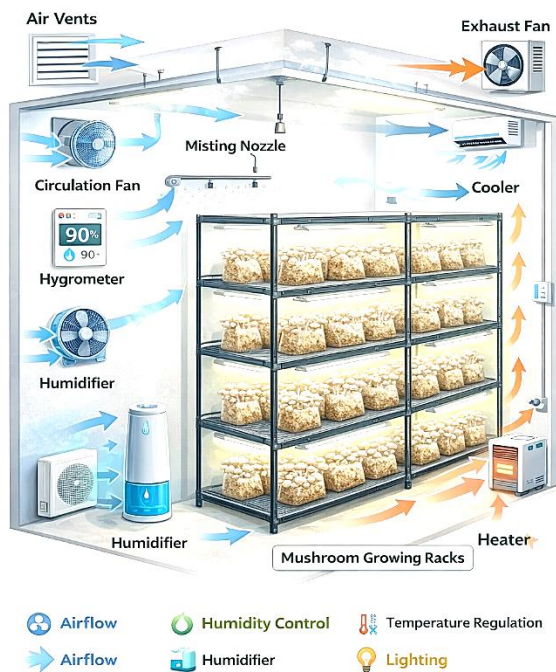 Air Vents
Exhaust Fan
Misting Nozzle
Circulation Fan
Cooler
90%
90
Hygrometer
Humidifier
Humidifier
Heater
Mushroom Growing Racks
Airflow
Humidity Control
Temperature Regulation
Airflow
Humidifier
Lighting